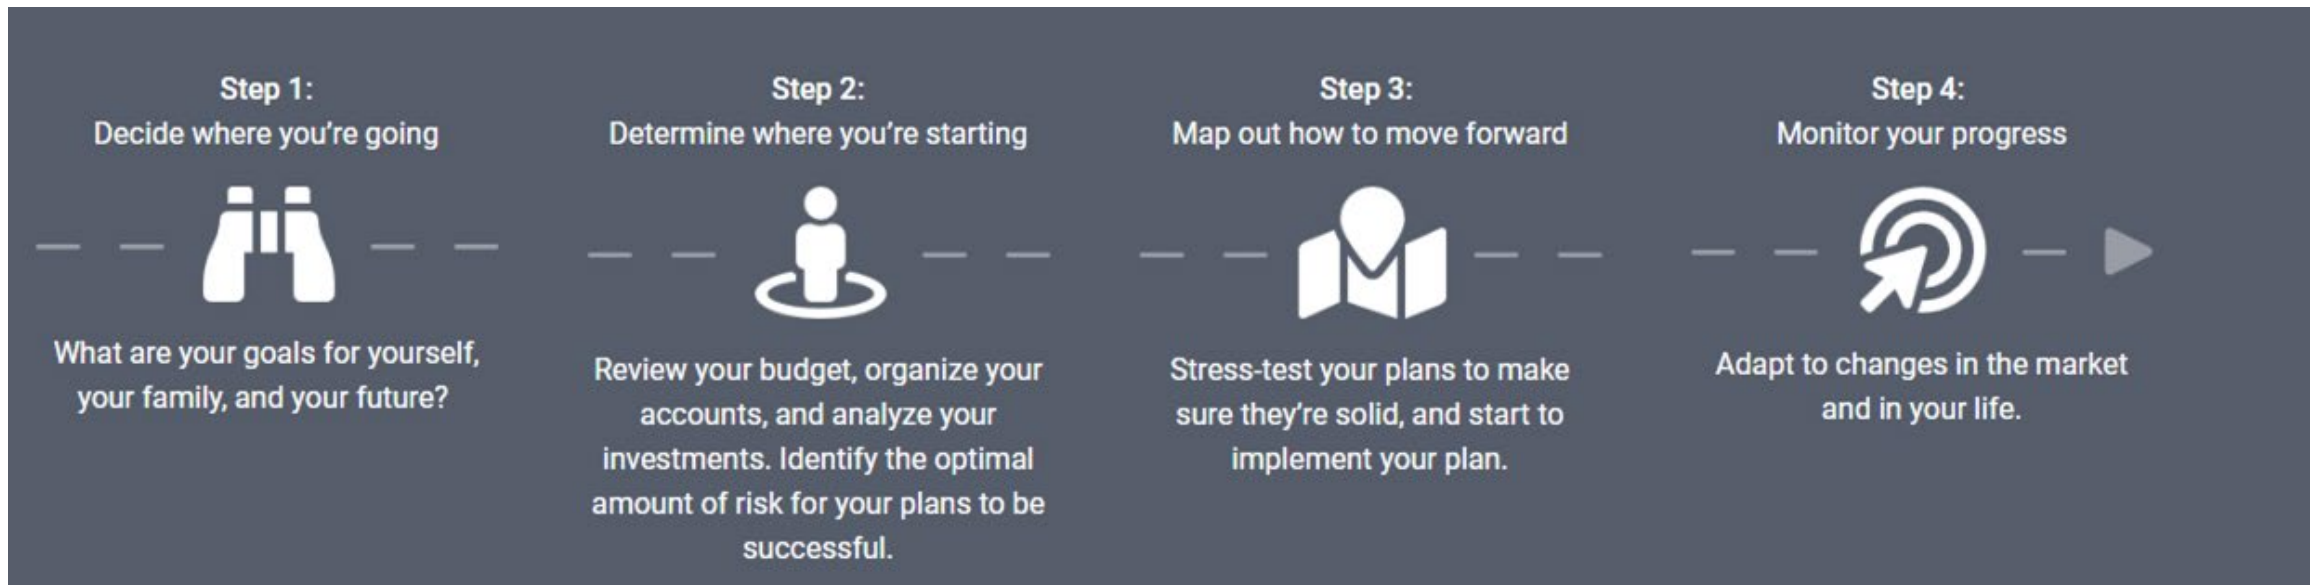 Step 1:
Decide where you're going
What are your goals for yourself,
your family, and your future?
Step 2:
Determine where you're starting
Review your budget, organize your
accounts, and analyze your
investments. Identify the optimal
amount of risk for your plans to be
successful.
Step 3:
Map out how to move forward
Stress-test your plans to make
sure they're solid, and start to
implement your plan.
Step 4:
Monitor your progress
Adapt to changes in the market
and in your life.